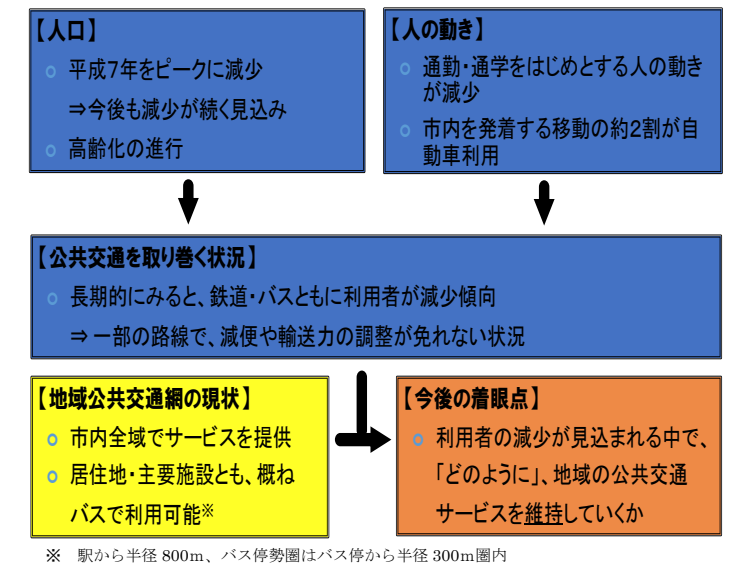 【人口】
○ 平成7年をピークに減少
⇒今後も減少が続く見込み
○ 高齢化の進行
【人の動き】
○ 通勤・通学をはじめとする人の動き
が減少
○ 市内を発着する移動の約2割が自
動車利用
【公共交通を取り巻く状況】
○ 長期的にみると、鉄道・バスともに利用者が減少傾向
⇒ 一部の路線で、減便や輸送力の調整が免れない状況
【地域公共交通網の現状】
○ 市内全域でサービスを提供
○ 居住地・主要施設とも、概ね
バスで利用可能※
【今後の着眼点】
○ 利用者の減少が見込まれる中で、
「どのように」、地域の公共交通
サービスを維持していくか
※ 駅から半径 800m、バス停勢圏はバス停から半径 300m圏内